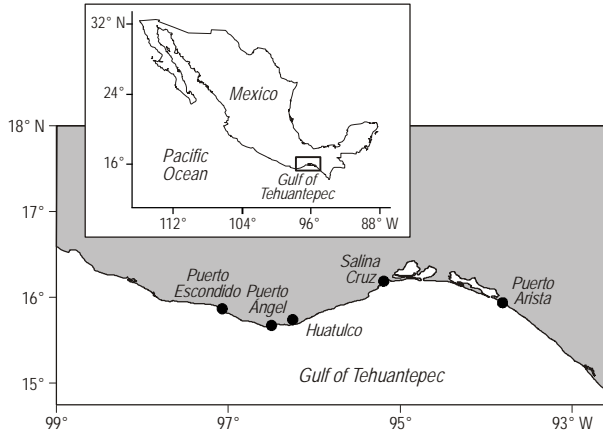 32° N
24°
16°
Mexico
Pacific
Ocean
Gulf of
Tehuantepec
112°
104°
96°
88° W
18° N
17°
16°
15°
Puerto
Escondido
Puerto
Ángel
Huatulco
Salina
Cruz
Puerto
Arista
Gulf of Tehuantepec
99°
97°
95°
93° W